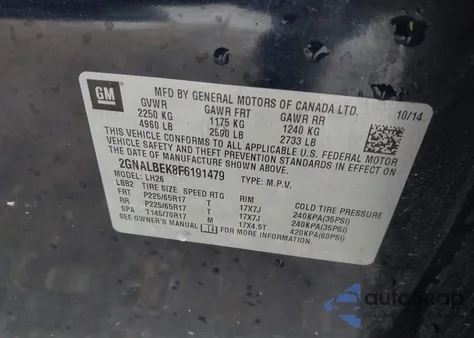 GM
MFD BY GENERAL MOTORS OF CANADA LTD.
GVWR GAWR FRT GAWR RR 10/14
2250 KG 1175 KG 1240 KG
4960 LB 2590 LB 2733 LB
THIS VEHICLE CONFORMS TO ALL APPLICABLE U.S. FEDERAL MOTOR
VEHICLE SAFETY AND THEFT PREVENTION STANDARDS IN EFFECT ON
THE DATE OF MANUFACTURE SHOWN ABOVE.
2GNALBEK8F6191479 TYPE: M.P.V.
MODEL: LH26
LBB2 TIRE SIZE SPEED RTG RIM COLD TIRE PRESSURE
FRT P225/65R17 T 17X7J 240KPA(35PSI)
RR P225/65R17 T 17X7J 240KPA(35PSI)
SPA T145/70R17 M 17X4.5T 420KPA(60PSI)
SEE OWNER'S MANUAL FOR MORE INFORMATION.
autoSnap